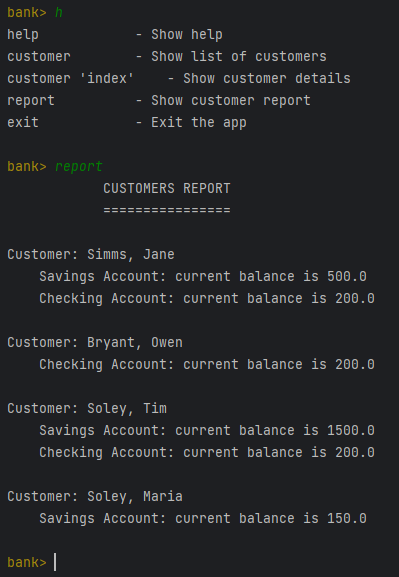 bank> h
help            - Show help
customer        - Show list of customers
customer 'index'    - Show customer details
report          - Show customer report
exit            - Exit the app
bank> report
            CUSTOMERS REPORT
            ================
Customer: Simms, Jane
    Savings Account: current balance is 500.0
    Checking Account: current balance is 200.0
Customer: Bryant, Owen
    Checking Account: current balance is 200.0
Customer: Soley, Tim
    Savings Account: current balance is 1500.0
    Checking Account: current balance is 200.0
Customer: Soley, Maria
    Savings Account: current balance is 150.0
bank>